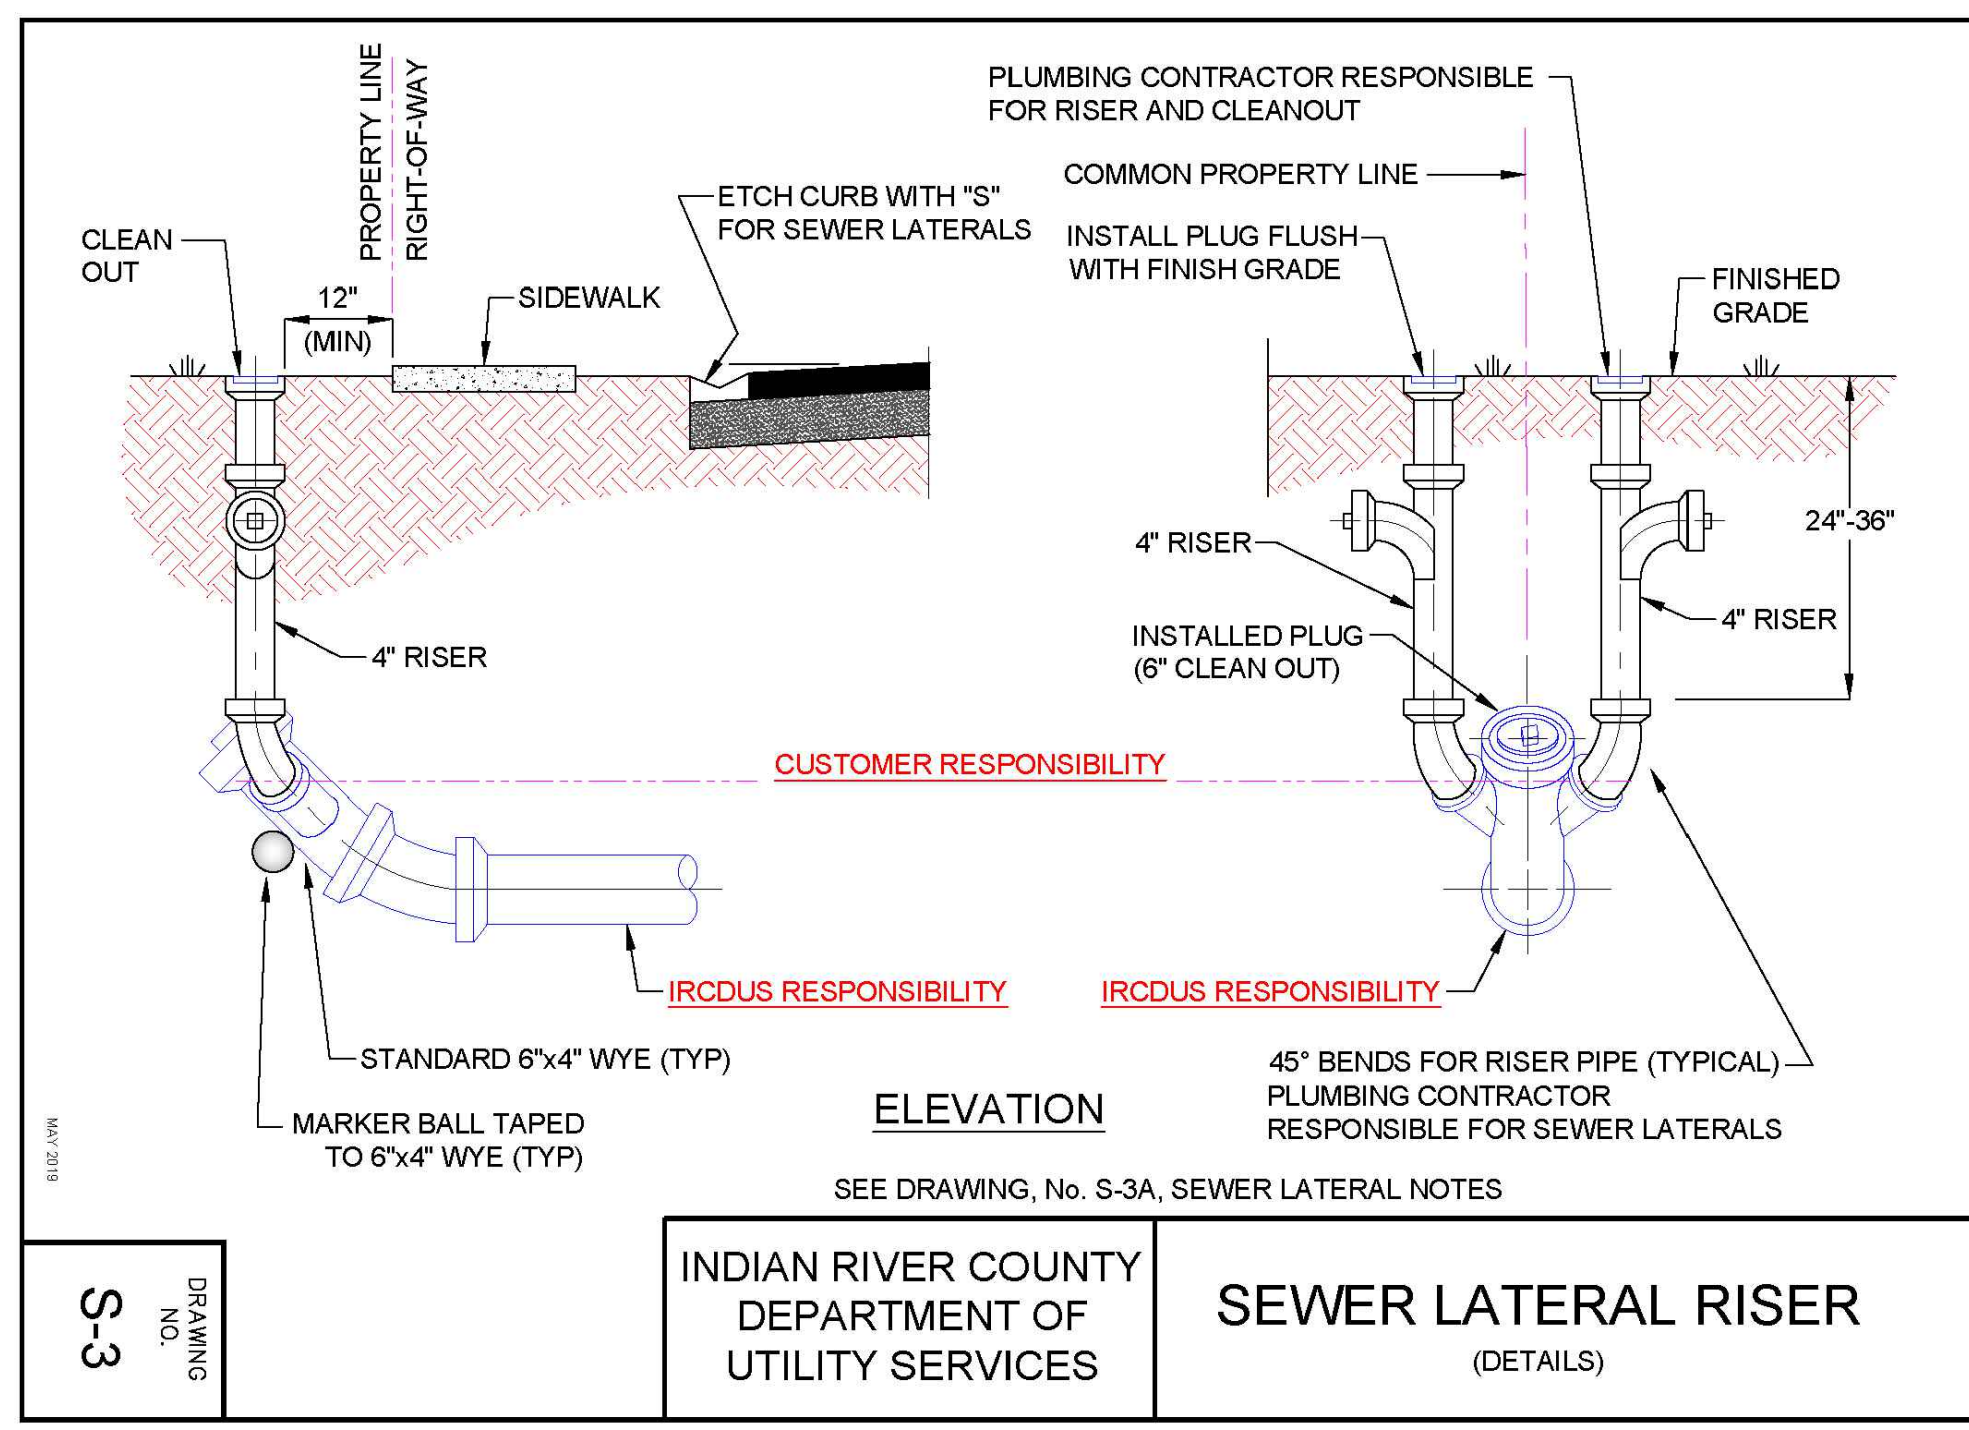 PROPERTY LINE
RIGHT-OF-WAY
CLEAN
OUT
12"
(MIN)
SIDEWALK
ETCH CURB WITH "S"
FOR SEWER LATERALS
4" RISER
PLUMBING CONTRACTOR RESPONSIBLE
FOR RISER AND CLEANOUT
COMMON PROPERTY LINE
INSTALL PLUG FLUSH
WITH FINISH GRADE
FINISHED
GRADE
24"-36"
4" RISER
4" RISER
INSTALLED PLUG
(6" CLEAN OUT)
CUSTOMER RESPONSIBILITY
IRCDUS RESPONSIBILITY
IRCDUS RESPONSIBILITY
STANDARD 6"x4" WYE (TYP)
MARKER BALL TAPED
TO 6"x4" WYE (TYP)
45° BENDS FOR RISER PIPE (TYPICAL)
PLUMBING CONTRACTOR
RESPONSIBLE FOR SEWER LATERALS
ELEVATION
SEE DRAWING, No. S-3A, SEWER LATERAL NOTES
MAY 2019
DRAWING
NO.
S-3
INDIAN RIVER COUNTY
DEPARTMENT OF
UTILITY SERVICES
SEWER LATERAL RISER
(DETAILS)